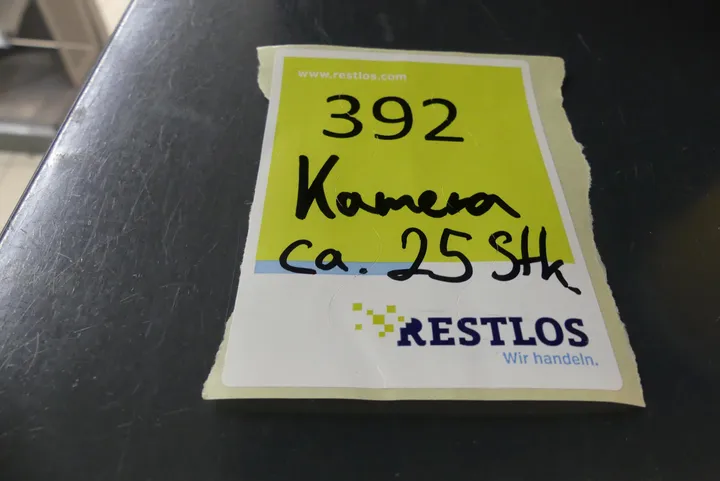 www.restlos.com
392
Kamera
ca. 25 Stk
RESTLOS
Wir handeln.